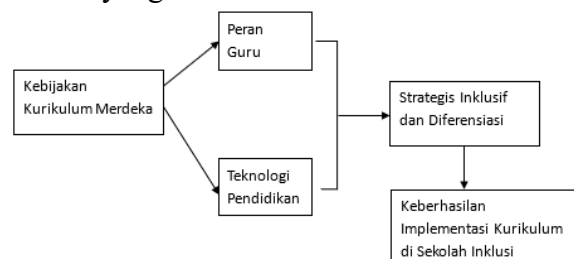 Peran
Guru
Kebijakan
Kurikulum Merdeka
Strategis Inklusif
dan Diferensiasi
Teknologi
Pendidikan
Keberhasilan
Implementasi Kurikulum
di Sekolah Inklusi